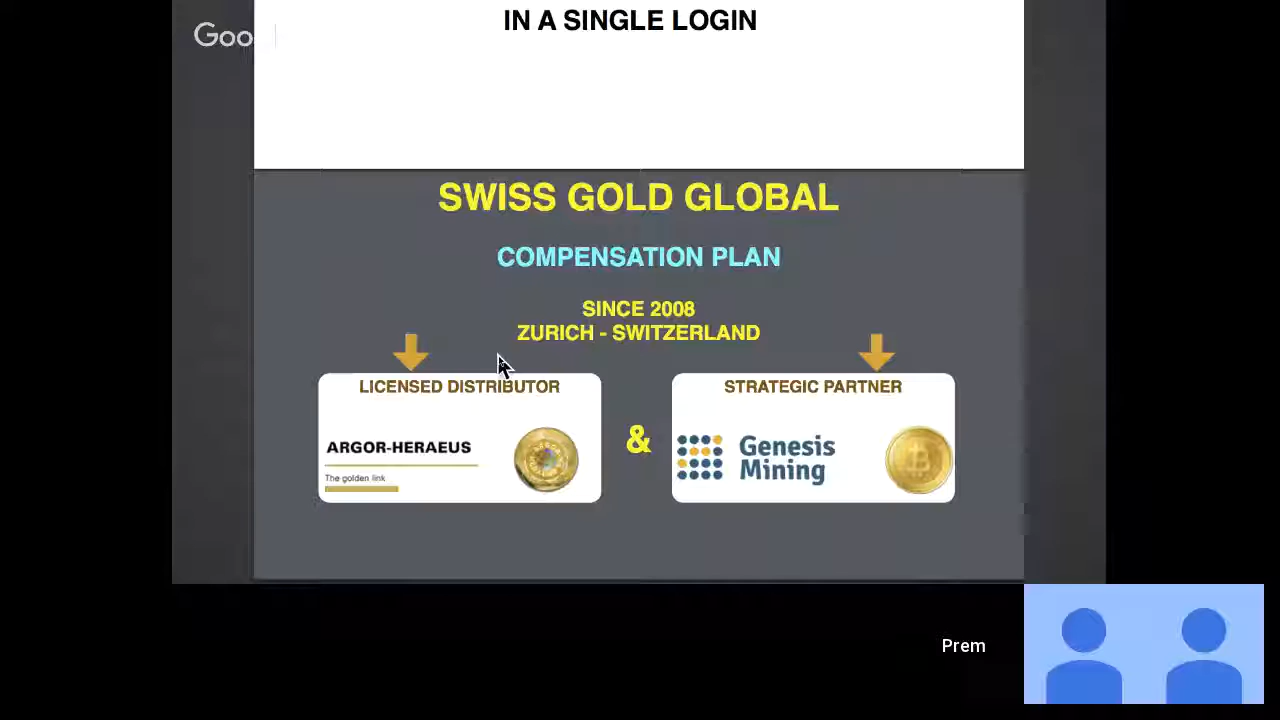 IN A SINGLE LOGIN
Goo
SWISS GOLD GLOBAL
COMPENSATION PLAN
SINCE 2008
ZURICH - SWITZERLAND
LICENSED DISTRIBUTOR
ARGOR-HERAEUS
The golden link
&
STRATEGIC PARTNER
Genesis
Mining
Prem